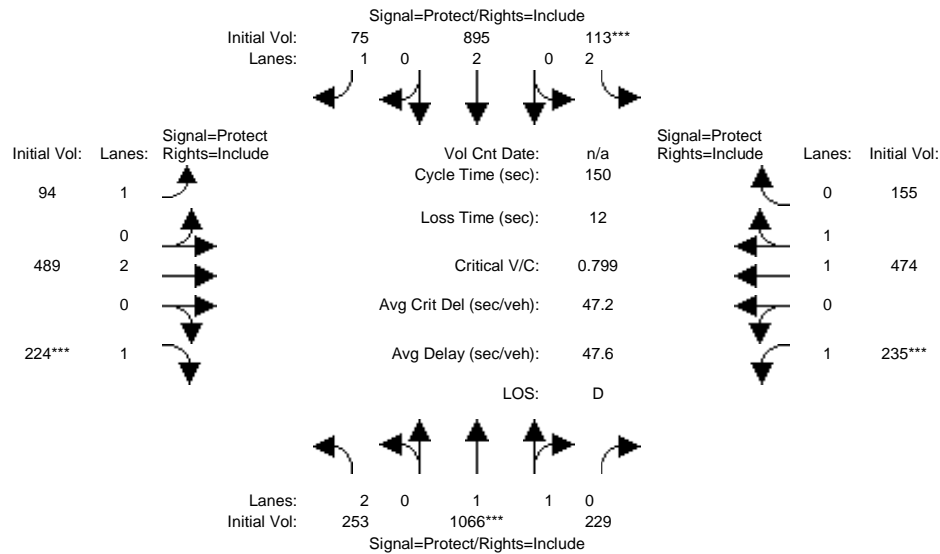 Signal=Protect/Rights=Include
Initial Vol: 75 895 113***
Lanes: 1 0 2 0 2
Signal=Protect
Initial Vol: Lanes: Rights=Include
Vol Cnt Date: n/a
Signal=Protect
Rights=Include Lanes: Initial Vol:
Cycle Time (sec): 150
94 1
0 155
Loss Time (sec): 12
0
1
489 2
Critical V/C: 0.799
1 474
0
Avg Crit Del (sec/veh): 47.2
0
224*** 1
Avg Delay (sec/veh): 47.6
1 235***
LOS: D
Lanes: 2 0 1 1 0
Initial Vol: 253 1066*** 229
Signal=Protect/Rights=Include